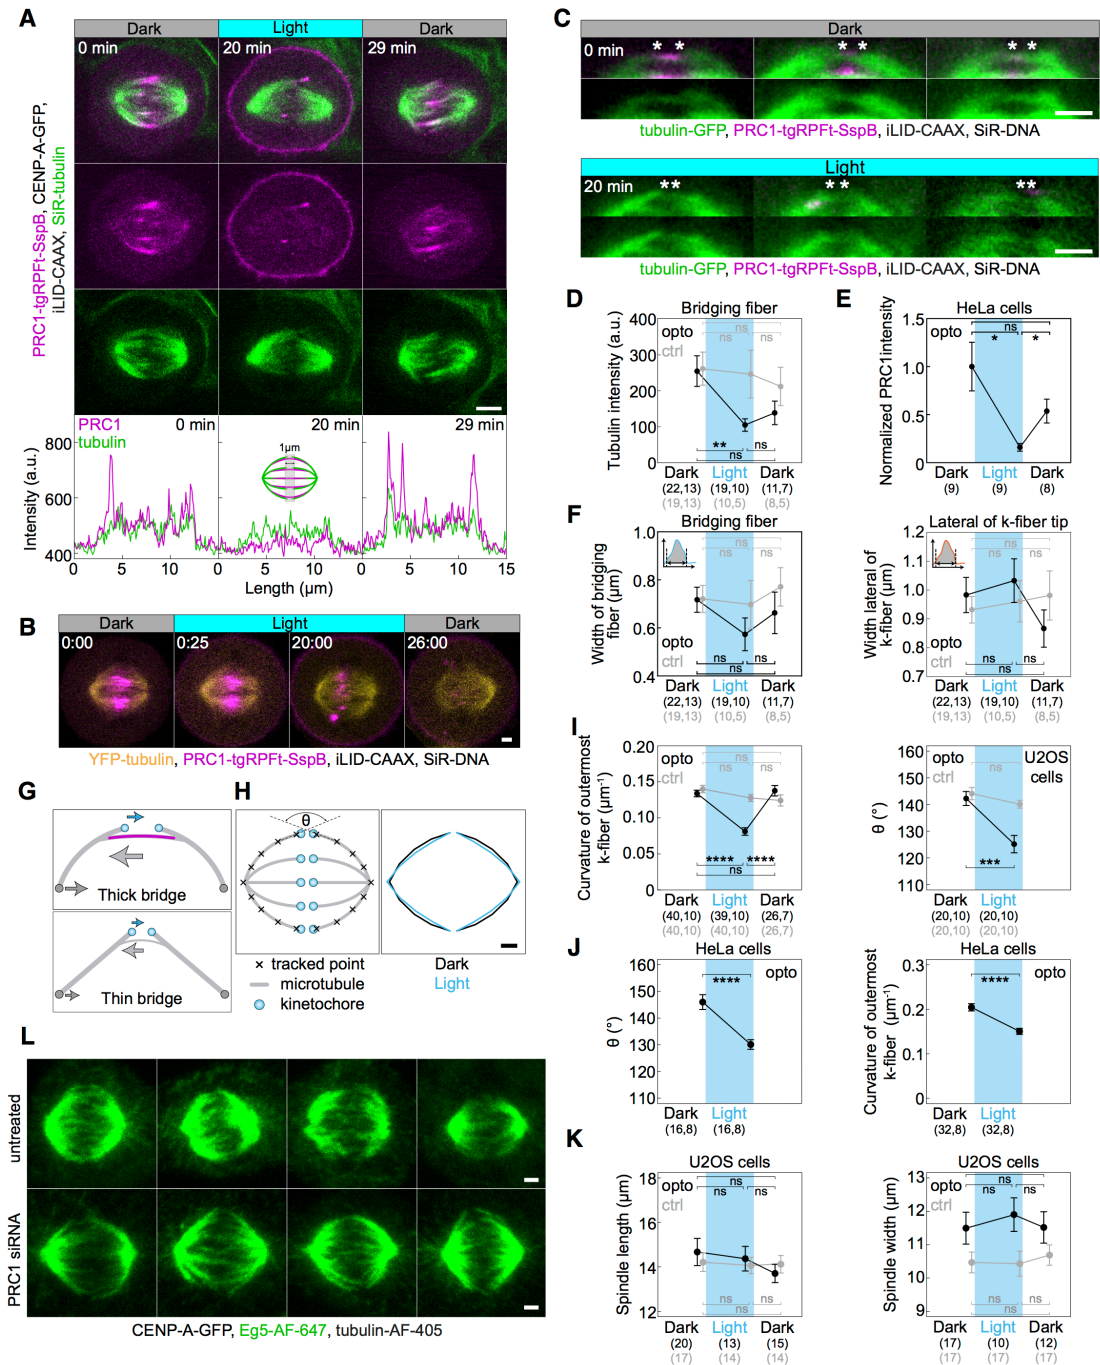 A
Dark
Light
Dark
0 min
20 min
29 min
PRC1-tgRPFt-SspB, CENP-A-GFP,
iLID-CAAX, SiR-tubulin
PRC1
tubulin
0 min
20 min
29 min
1μm
Intensity (a.u.)
800
600
400
0
5
10
0
5
10
0
5
10
15
Length (μm)
B
Dark
Light
Dark
0:00
0:25
20:00
26:00
YFP-tubulin, PRC1-tgRPFt-SspB, iLID-CAAX, SiR-DNA
C
Dark
0 min
* *
* *
* *
tubulin-GFP, PRC1-tgRPFt-SspB, iLID-CAAX, SiR-DNA
Light
20 min
**
* *
**
tubulin-GFP, PRC1-tgRPFt-SspB, iLID-CAAX, SiR-DNA
D
Bridging fiber
Tubulin intensity (a.u.)
400
300
200
100
0
opto
ctrl
ns
ns
ns
**
ns
ns
Dark
Light
Dark
(22,13)
(19,10)
(11,7)
(19,13)
(10,5)
(8,5)
E
HeLa cells
Normalized PRC1intensity
1.5
1.0
0.5
0
opto
ns
*
*
Dark
Light
Dark
(9)
(9)
(8)
F
Bridging fiber
Width of bridging
fiber (μm)
1.0
0.8
0.6
0.4
ns
ns
ns
opto
ctrl
ns
ns
ns
Dark
Light
Dark
(22,13)
(19,10)
(11,7)
(19,13)
(10,5)
(8,5)
Lateral of k-fiber tip
Width lateral of
k-fiber (μm)
1.2
1.1
1.0
0.9
0.8
0.7
ns
ns
ns
opto
ctrl
ns
ns
ns
Dark
Light
Dark
(22,13)
(19,10)
(11,7)
(19,13)
(10,5)
(8,5)
G
Thick bridge
Thin bridge
H
θ
× tracked point
microtubule
kinetochore
Dark
Light
I
Curvature of outermost
k-fiber (μm-1)
0.20
0.15
0.10
0.05
0
opto
ctrl
ns
ns
ns
****
****
ns
Dark
Light
Dark
(40,10)
(39,10)
(26,7)
(40,10)
(40,10)
(26,7)
θ (°)
160
150
140
130
120
110
opto
ctrl
U2OS
cells
ns
***
Dark
Light
(20,10)
(20,10)
(20,10)
(20,10)
J
HeLa cells
θ (°)
160
150
140
130
120
110
****
opto
Dark
Light
(16,8)
(16,8)
HeLa cells
Curvature of outermost
k-fiber (μm-1)
0.3
0.2
0.1
0
****
opto
Dark
Light
(32,8)
(32,8)
K
U2OS cells
Spindle length (μm)
18
16
14
12
opto
ctrl
ns
ns
ns
ns
ns
ns
Dark
Light
Dark
(20)
(13)
(15)
(17)
(14)
(14)
U2OS cells
Spindle width (μm)
13
12
11
10
9
opto
ctrl
ns
ns
ns
ns
ns
ns
Dark
Light
Dark
(17)
(10)
(12)
(17)
(17)
(17)
L
untreated
PRC1 siRNA
CENP-A-GFP, Eg5-AF-647, tubulin-AF-405